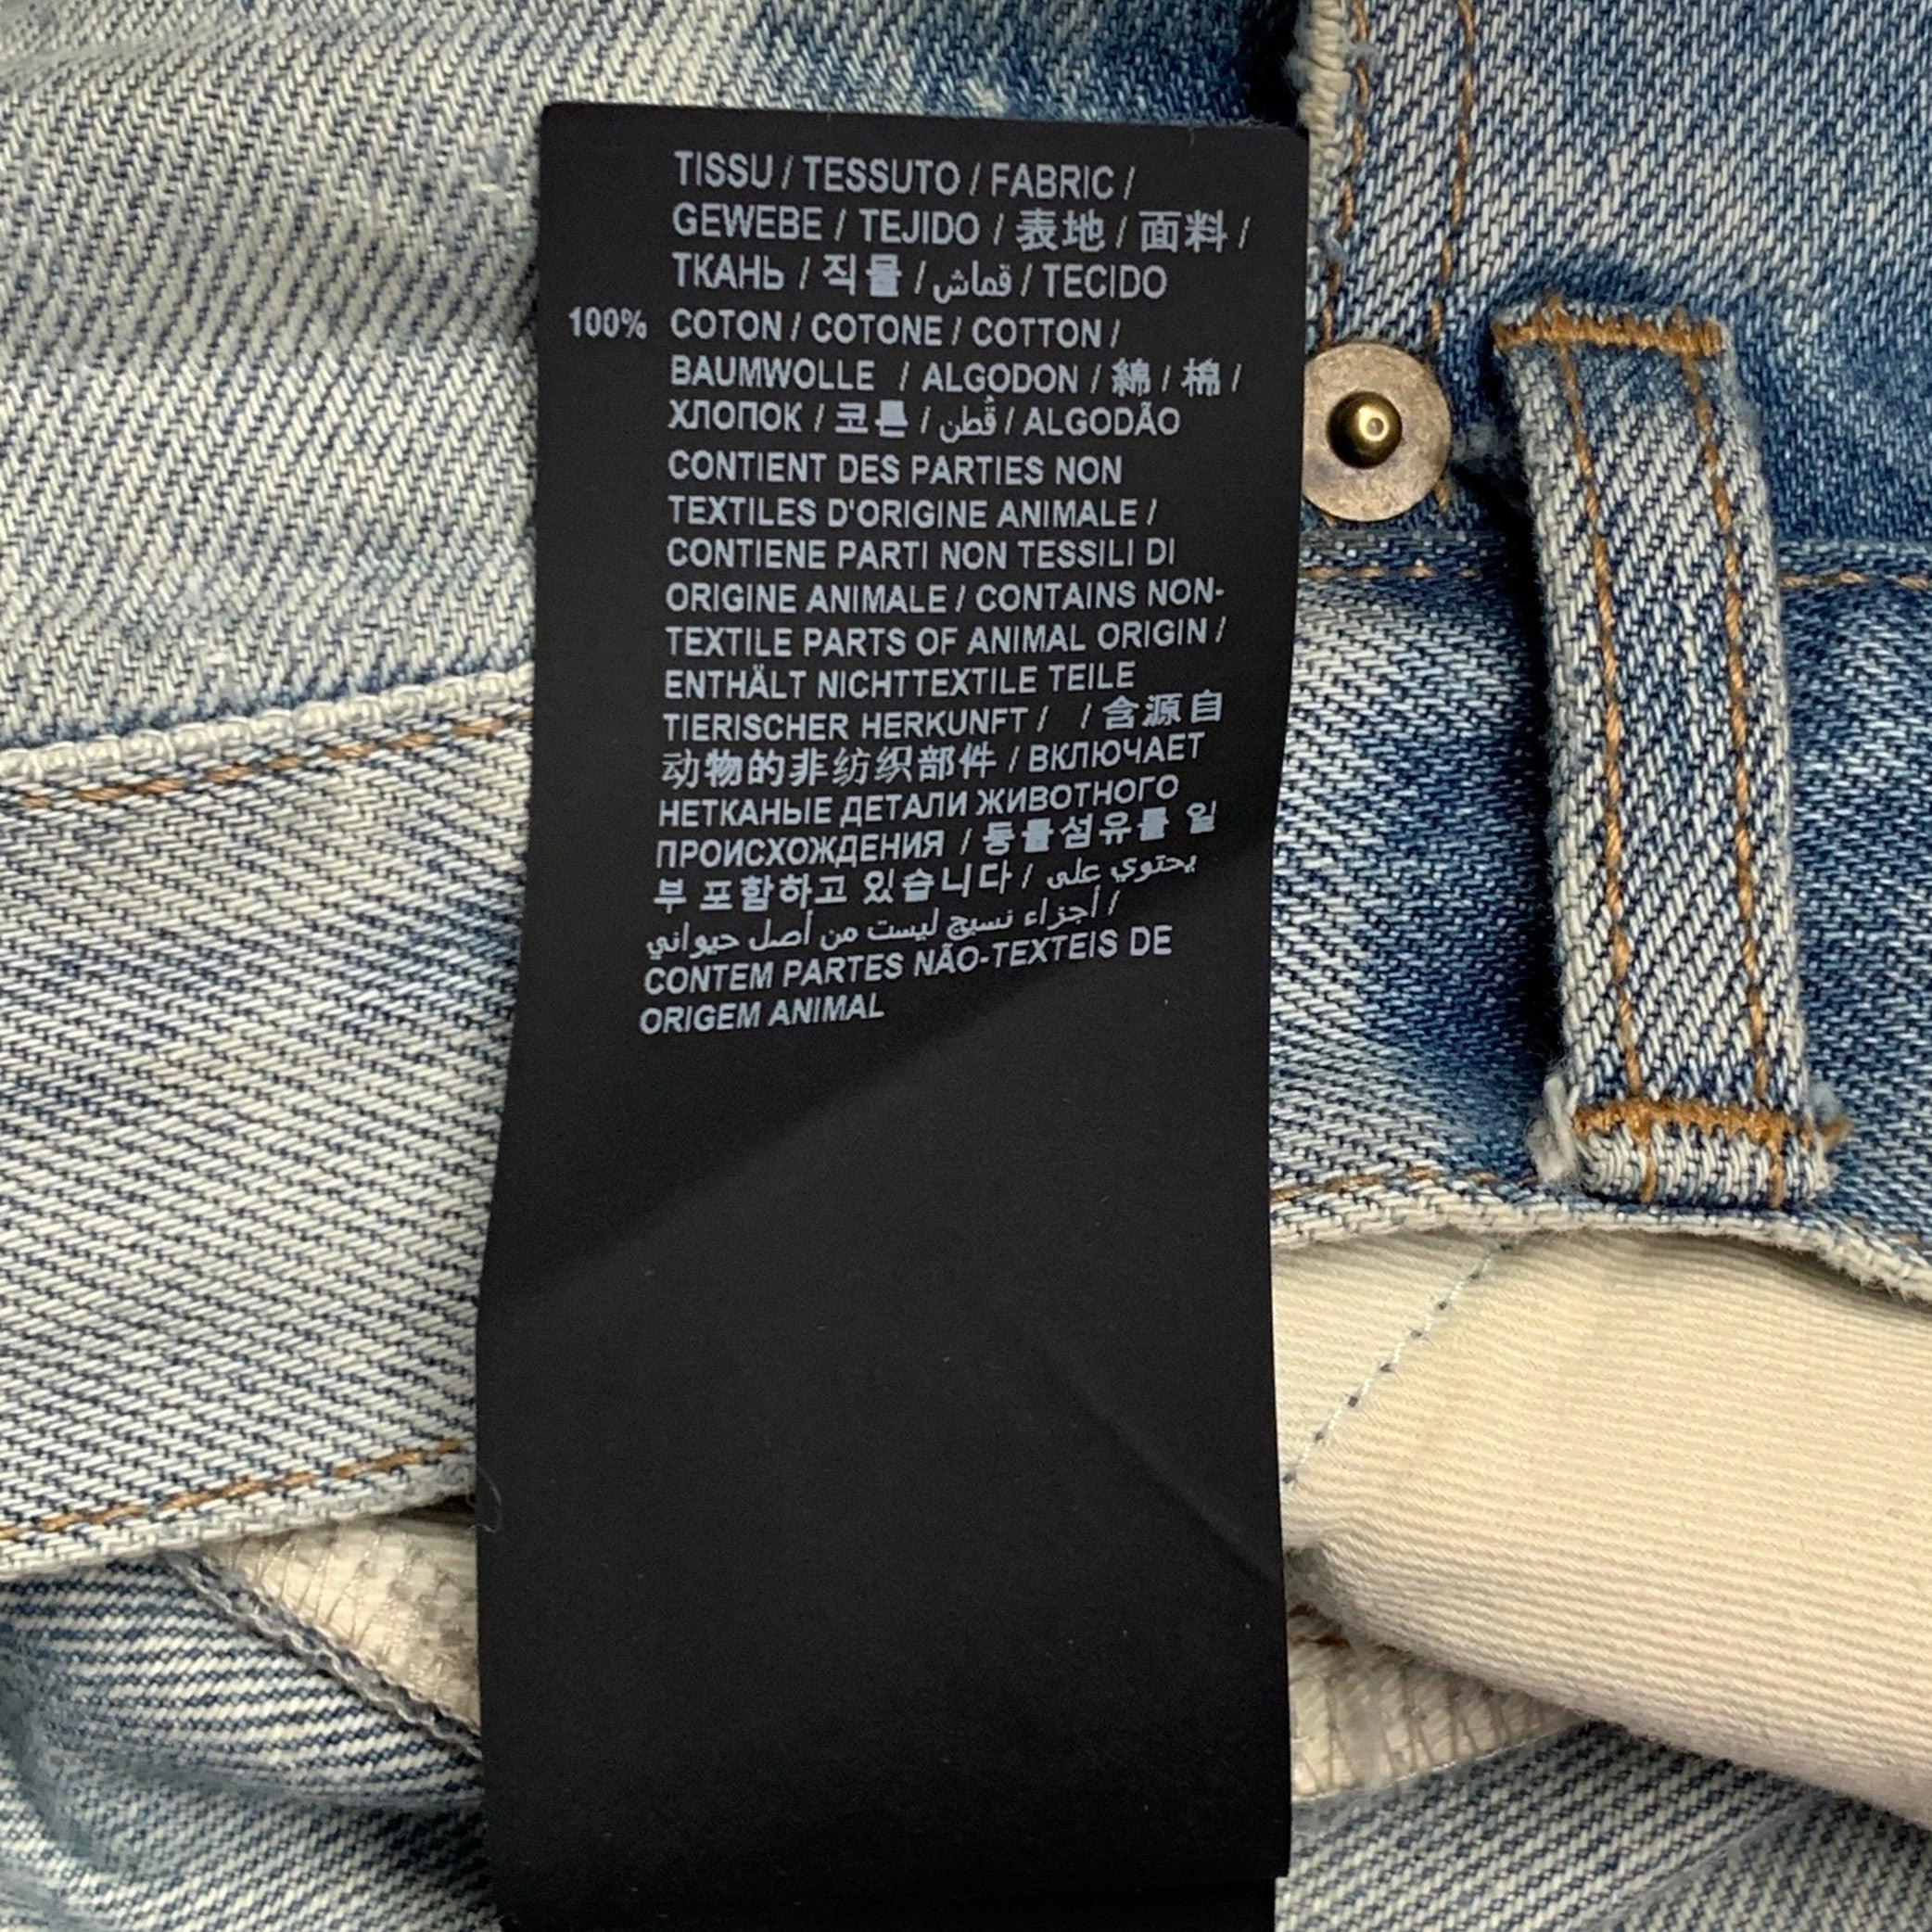 TISSU / TESSUTO / FABRIC /
GEWEBE / TEJIDO / 表地 / 面料 /
ТКАНЬ / 직물 / قماش / TECIDO
100% COTON / COTONE / COTTON /
BAUMWOLLE / ALGODON / 綿 / 棉 /
ХЛОПОК / 코튼 / قُطن / ALGODÃO
CONTIENT DES PARTIES NON
TEXTILES D'ORIGINE ANIMALE /
CONTIENE PARTI NON TESSILI DI
ORIGINE ANIMALE / CONTAINS NON-
TEXTILE PARTS OF ANIMAL ORIGIN /
ENTHÄLT NICHTTEXTILE TEILE
TIERISCHER HERKUNFT / / 含源自
动物的非纺织部件 / ВКЛЮЧАЕТ
НЕТКАНЫЕ ДЕТАЛИ ЖИВОТНОГО
ПРОИСХОЖДЕНИЯ / 동물섬유를 일
부 포함하고 있습니다 / يحتوي على
أجزاء نسيج ليست من أصل حيواني /
CONTEM PARTES NÃO-TEXTEIS DE
ORIGEM ANIMAL